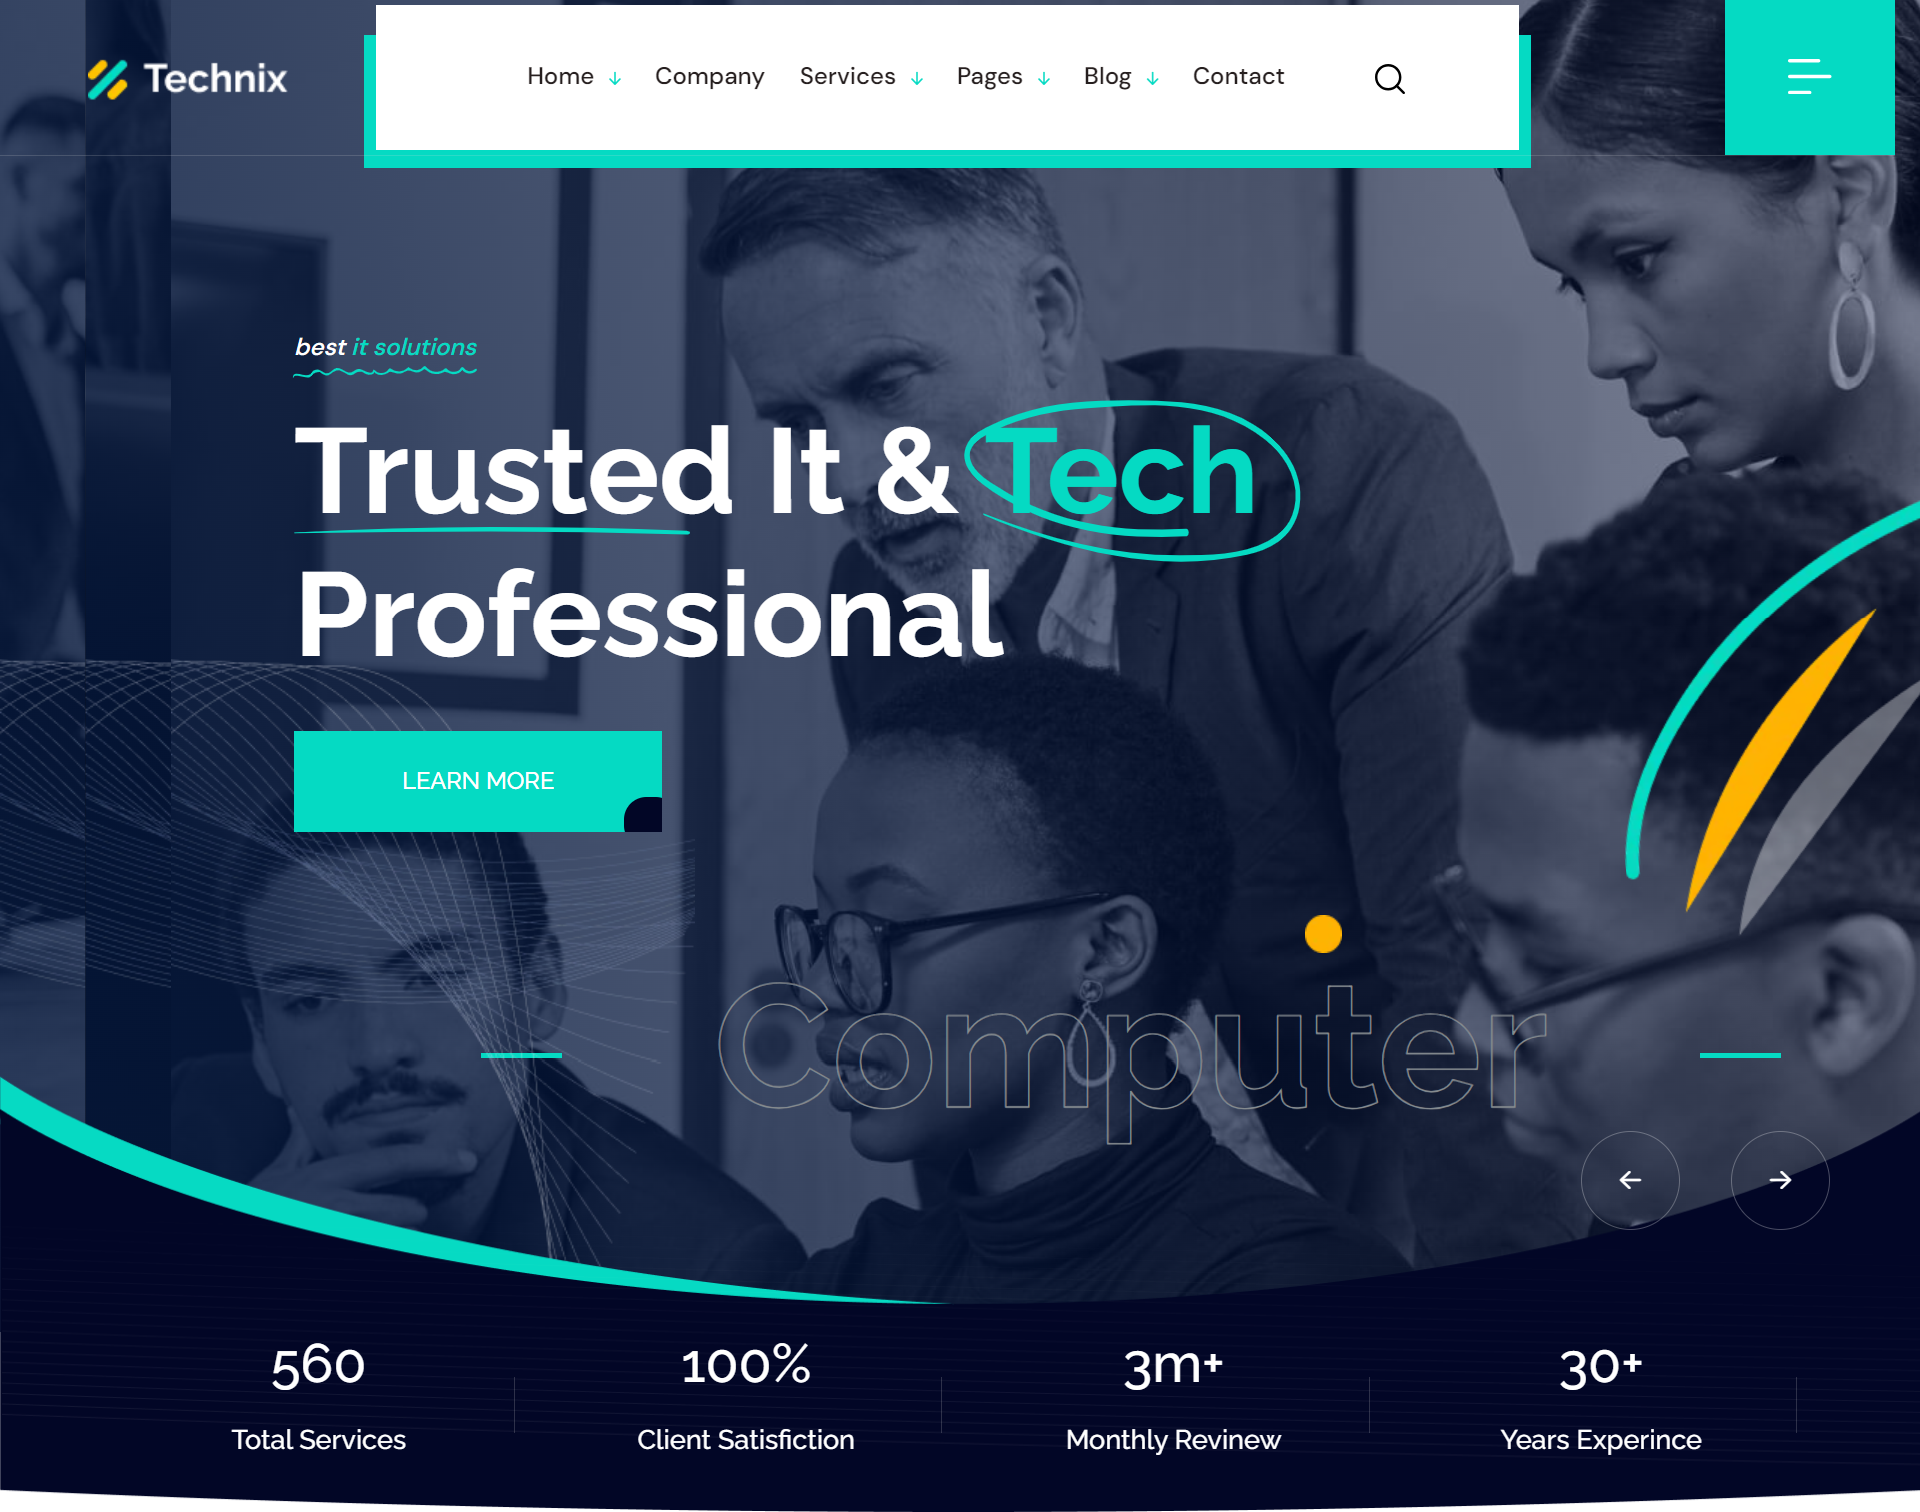 Technix
Home Company Services Pages Blog Contact
best it solutions
Trusted It & Tech
Professional
LEARN MORE
Computer
560 100% 3m+ 30+
Total Services Client Satisfiction Monthly Revinew Years Experince